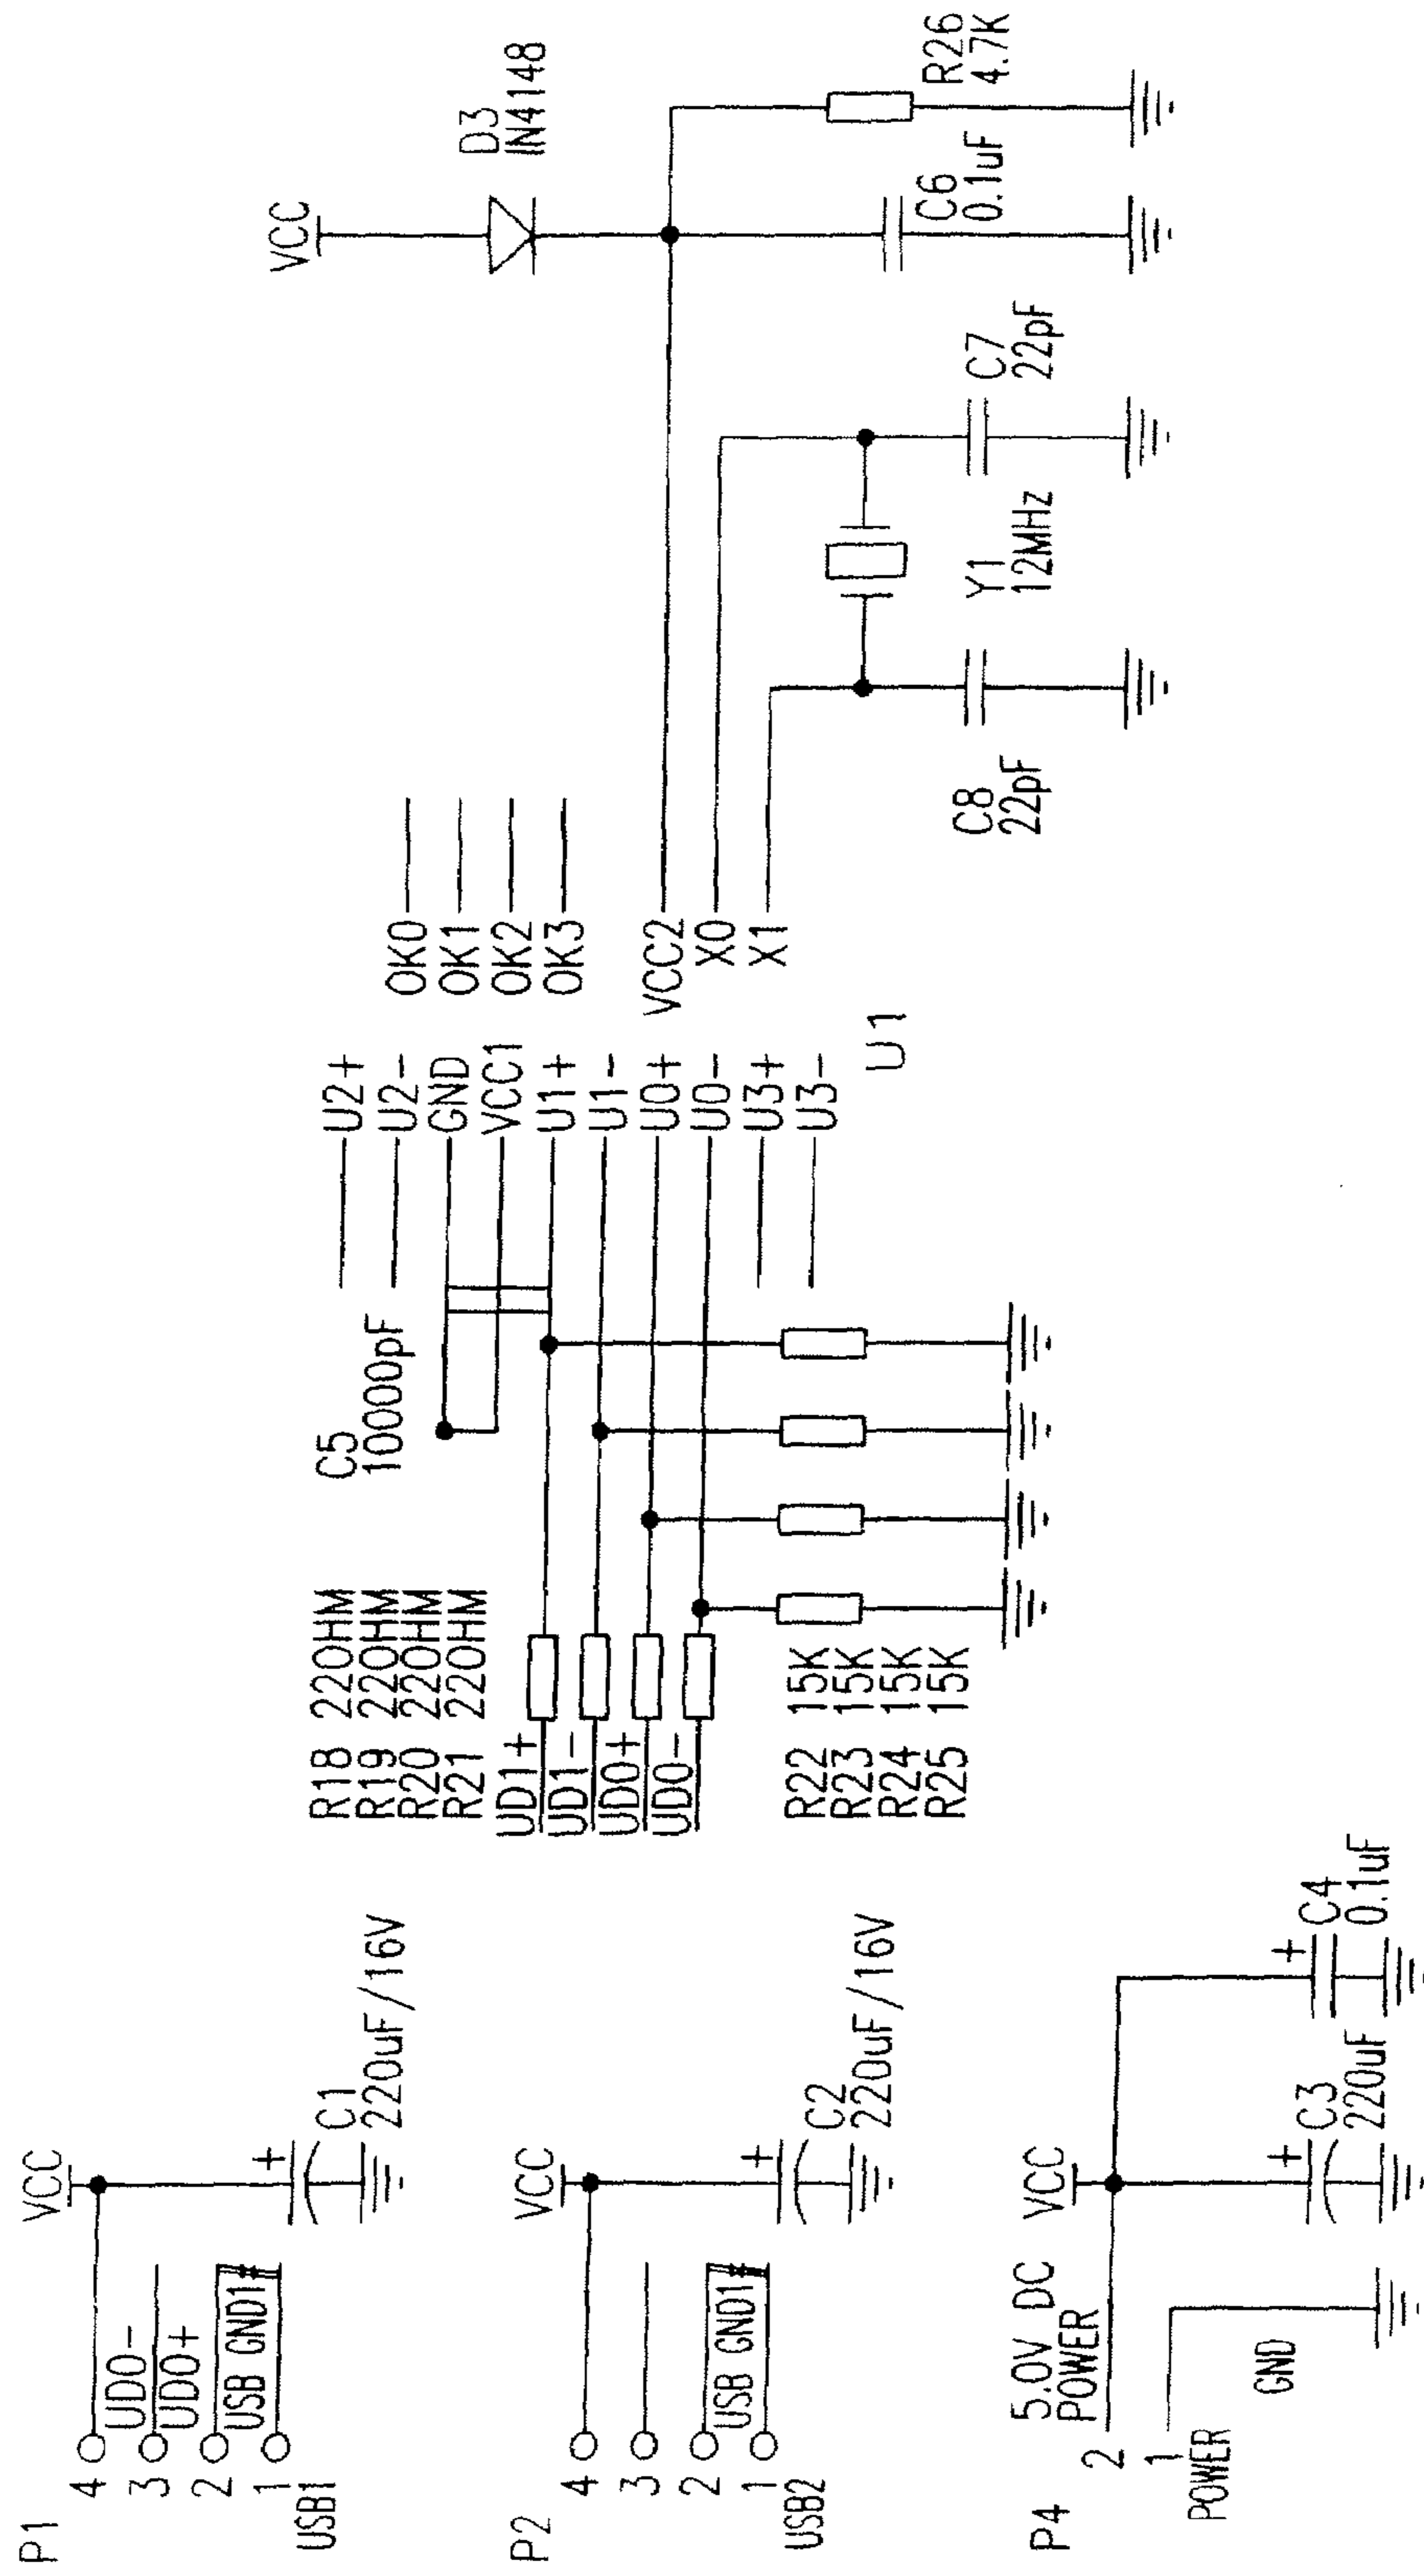 P1
VCC
4
3
2
1
UD0-
UD0+
USB GND1
USB1
C1
220uF/16V
P2
VCC
4
3
2
1
USB GND1
USB2
C2
220uF/16V
P4
5.0V DC
POWER
VCC
2
1
POWER
GND
C3
220uF
C4
0.1uF
R18 22OHM
R19 22OHM
R20 22OHM
R21 22OHM
UD1+
UD1-
UD0+
UD0-
R22 15K
R23 15K
R24 15K
R25 15K
C5
10000pF
U2+
U2-
GND
VCC1
U1+
U1-
U0+
U0-
U3+
U3-
U1
OK0
OK1
OK2
OK3
VCC2
X0
X1
C8
22pF
Y1
12MHz
C7
22pF
VCC
D3
IN4148
C6
0.1uF
R26
4.7K